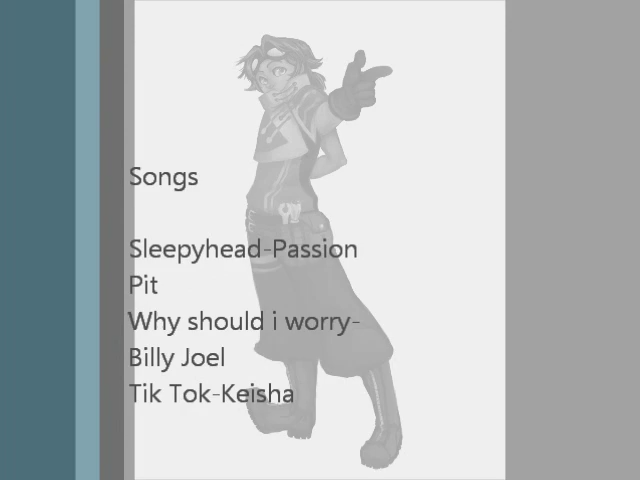 Songs
Sleepyhead-Passion
Pit
Why should i worry-
Billy Joel
Tik Tok-Keisha